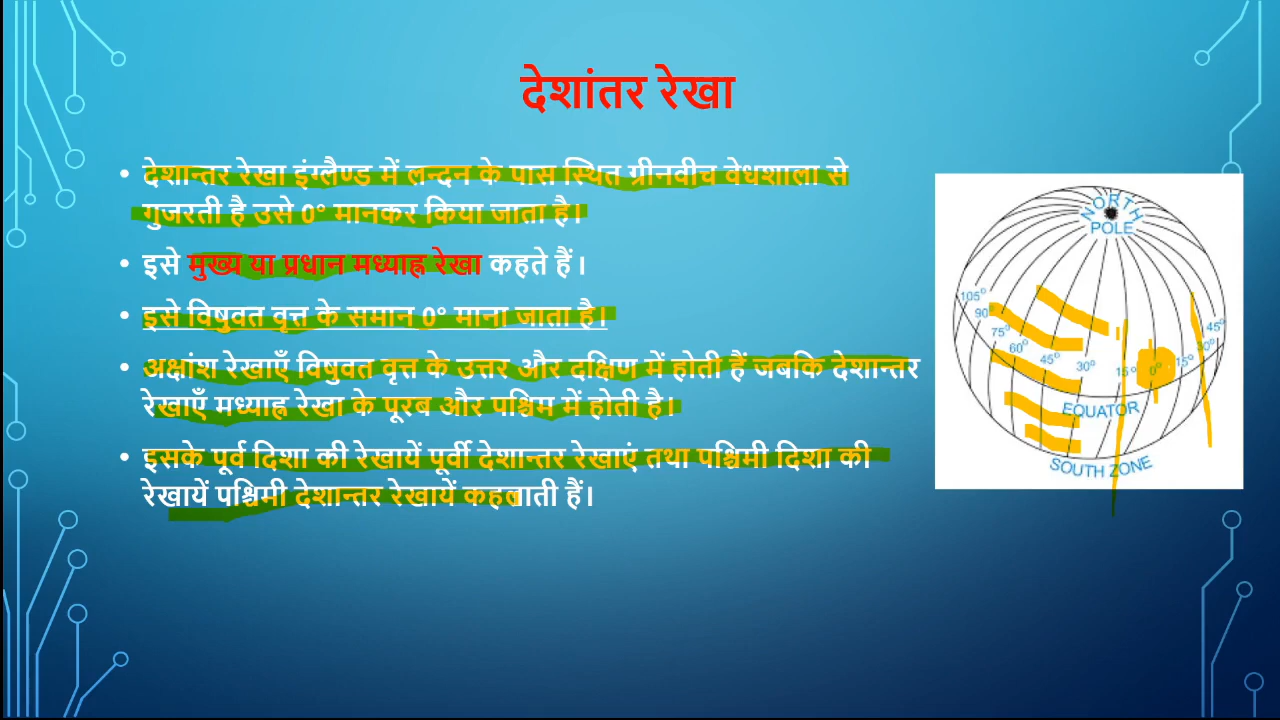 देशांतर रेखा
• देशान्तर रेखा इंग्लैण्ड में लन्दन के पास स्थित ग्रीनवीच वेधशाला से
गुजरती है उसे 0° मानकर किया जाता है।
• इसे मुख्य या प्रधान मध्याह्न रेखा कहते हैं ।
• इसे विषुवत वृत्त के समान 0° माना जाता है।
• अक्षांश रेखाएँ विषुवत वृत्त के उत्तर और दक्षिण में होती हैं जबकि देशान्तर
रेखाएँ मध्याह्न रेखा के पूरब और पश्चिम में होती है।
• इसके पूर्व दिशा की रेखायें पूर्वी देशान्तर रेखाएं तथा पश्चिमी दिशा की
रेखायें पश्चिमी देशान्तर रेखायें कहलाती हैं।
NORTH
POLE
105°
90°
75°
60°
45°
30°
15°
0°
15°
30°
45°
EQUATOR
SOUTH ZONE